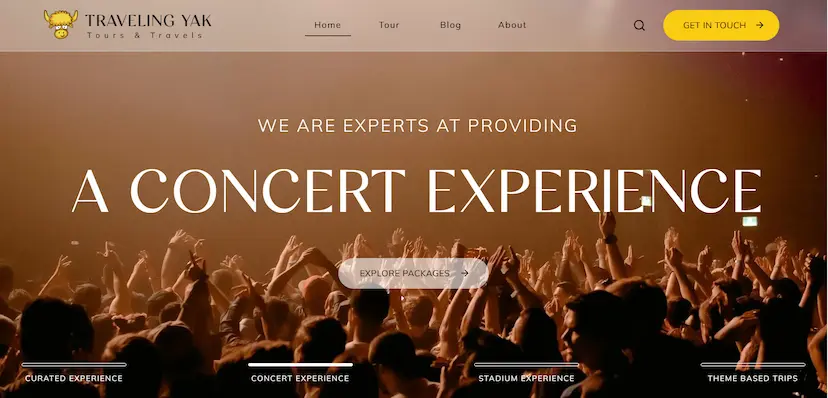 TRAVELING YAK
Tours & Travels
Home
Tour
Blog
About
GET IN TOUCH
WE ARE EXPERTS AT PROVIDING
A CONCERT EXPERIENCE
EXPLORE PACKAGES
CURATED EXPERIENCE
CONCERT EXPERIENCE
STADIUM EXPERIENCE
THEME BASED TRIPS